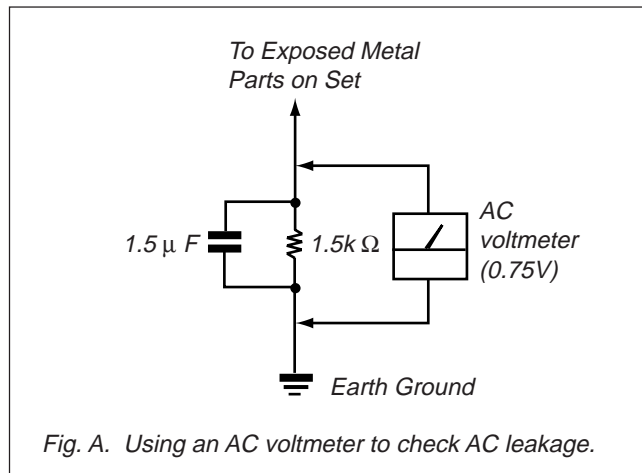 To Exposed Metal
Parts on Set
1.5 μ F
1.5k Ω
AC
voltmeter
(0.75V)
Earth Ground
Fig. A. Using an AC voltmeter to check AC leakage.